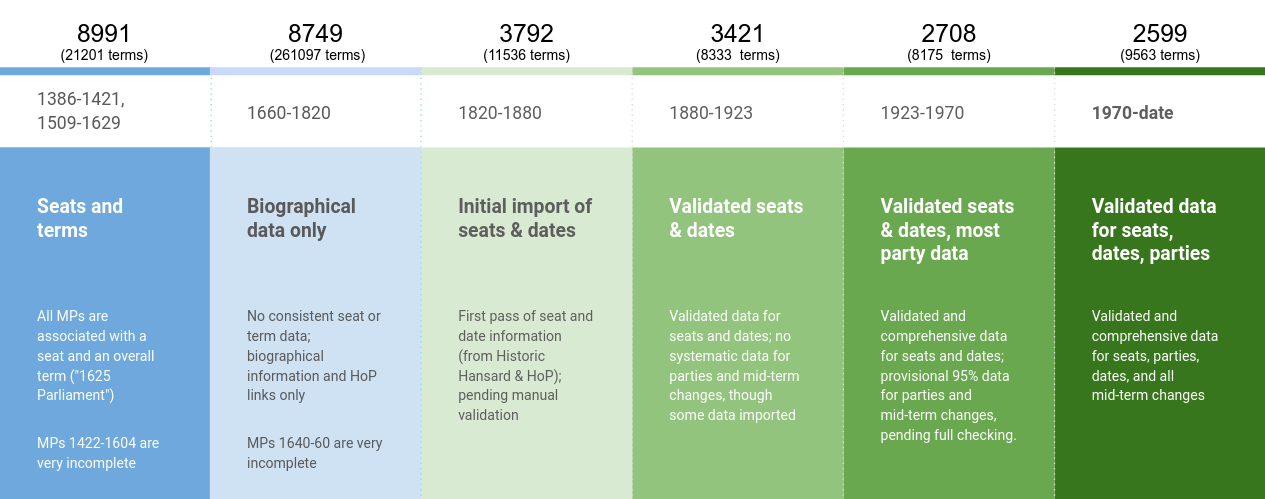 8991
(21201 terms)
8749
(261097 terms)
3792
(11536 terms)
3421
(8333  terms)
2708
(8175  terms)
2599
(9563 terms)
1386-1421,
1509-1629
1660-1820
1820-1880
1880-1923
1923-1970
1970-date
Seats and
terms
Biographical
data only
Initial import of
seats & dates
Validated seats
& dates
Validated seats
& dates, most
party data
Validated data
for seats,
dates, parties
All MPs are
associated with a
seat and an overall
term ("1625
Parliament")
MPs 1422-1604 are
very incomplete
No consistent seat or
term data;
biographical
information and HoP
links only
MPs 1640-60 are very
incomplete
First pass of seat and
date information
(from Historic
Hansard & HoP);
pending manual
validation
Validated data for
seats and dates; no
systematic data for
parties and mid-term
changes, though
some data imported
Validated and
comprehensive data
for seats and dates;
provisional 95% data
for parties and
mid-term changes,
pending full checking.
Validated and
comprehensive data
for seats, parties,
dates, and all
mid-term changes